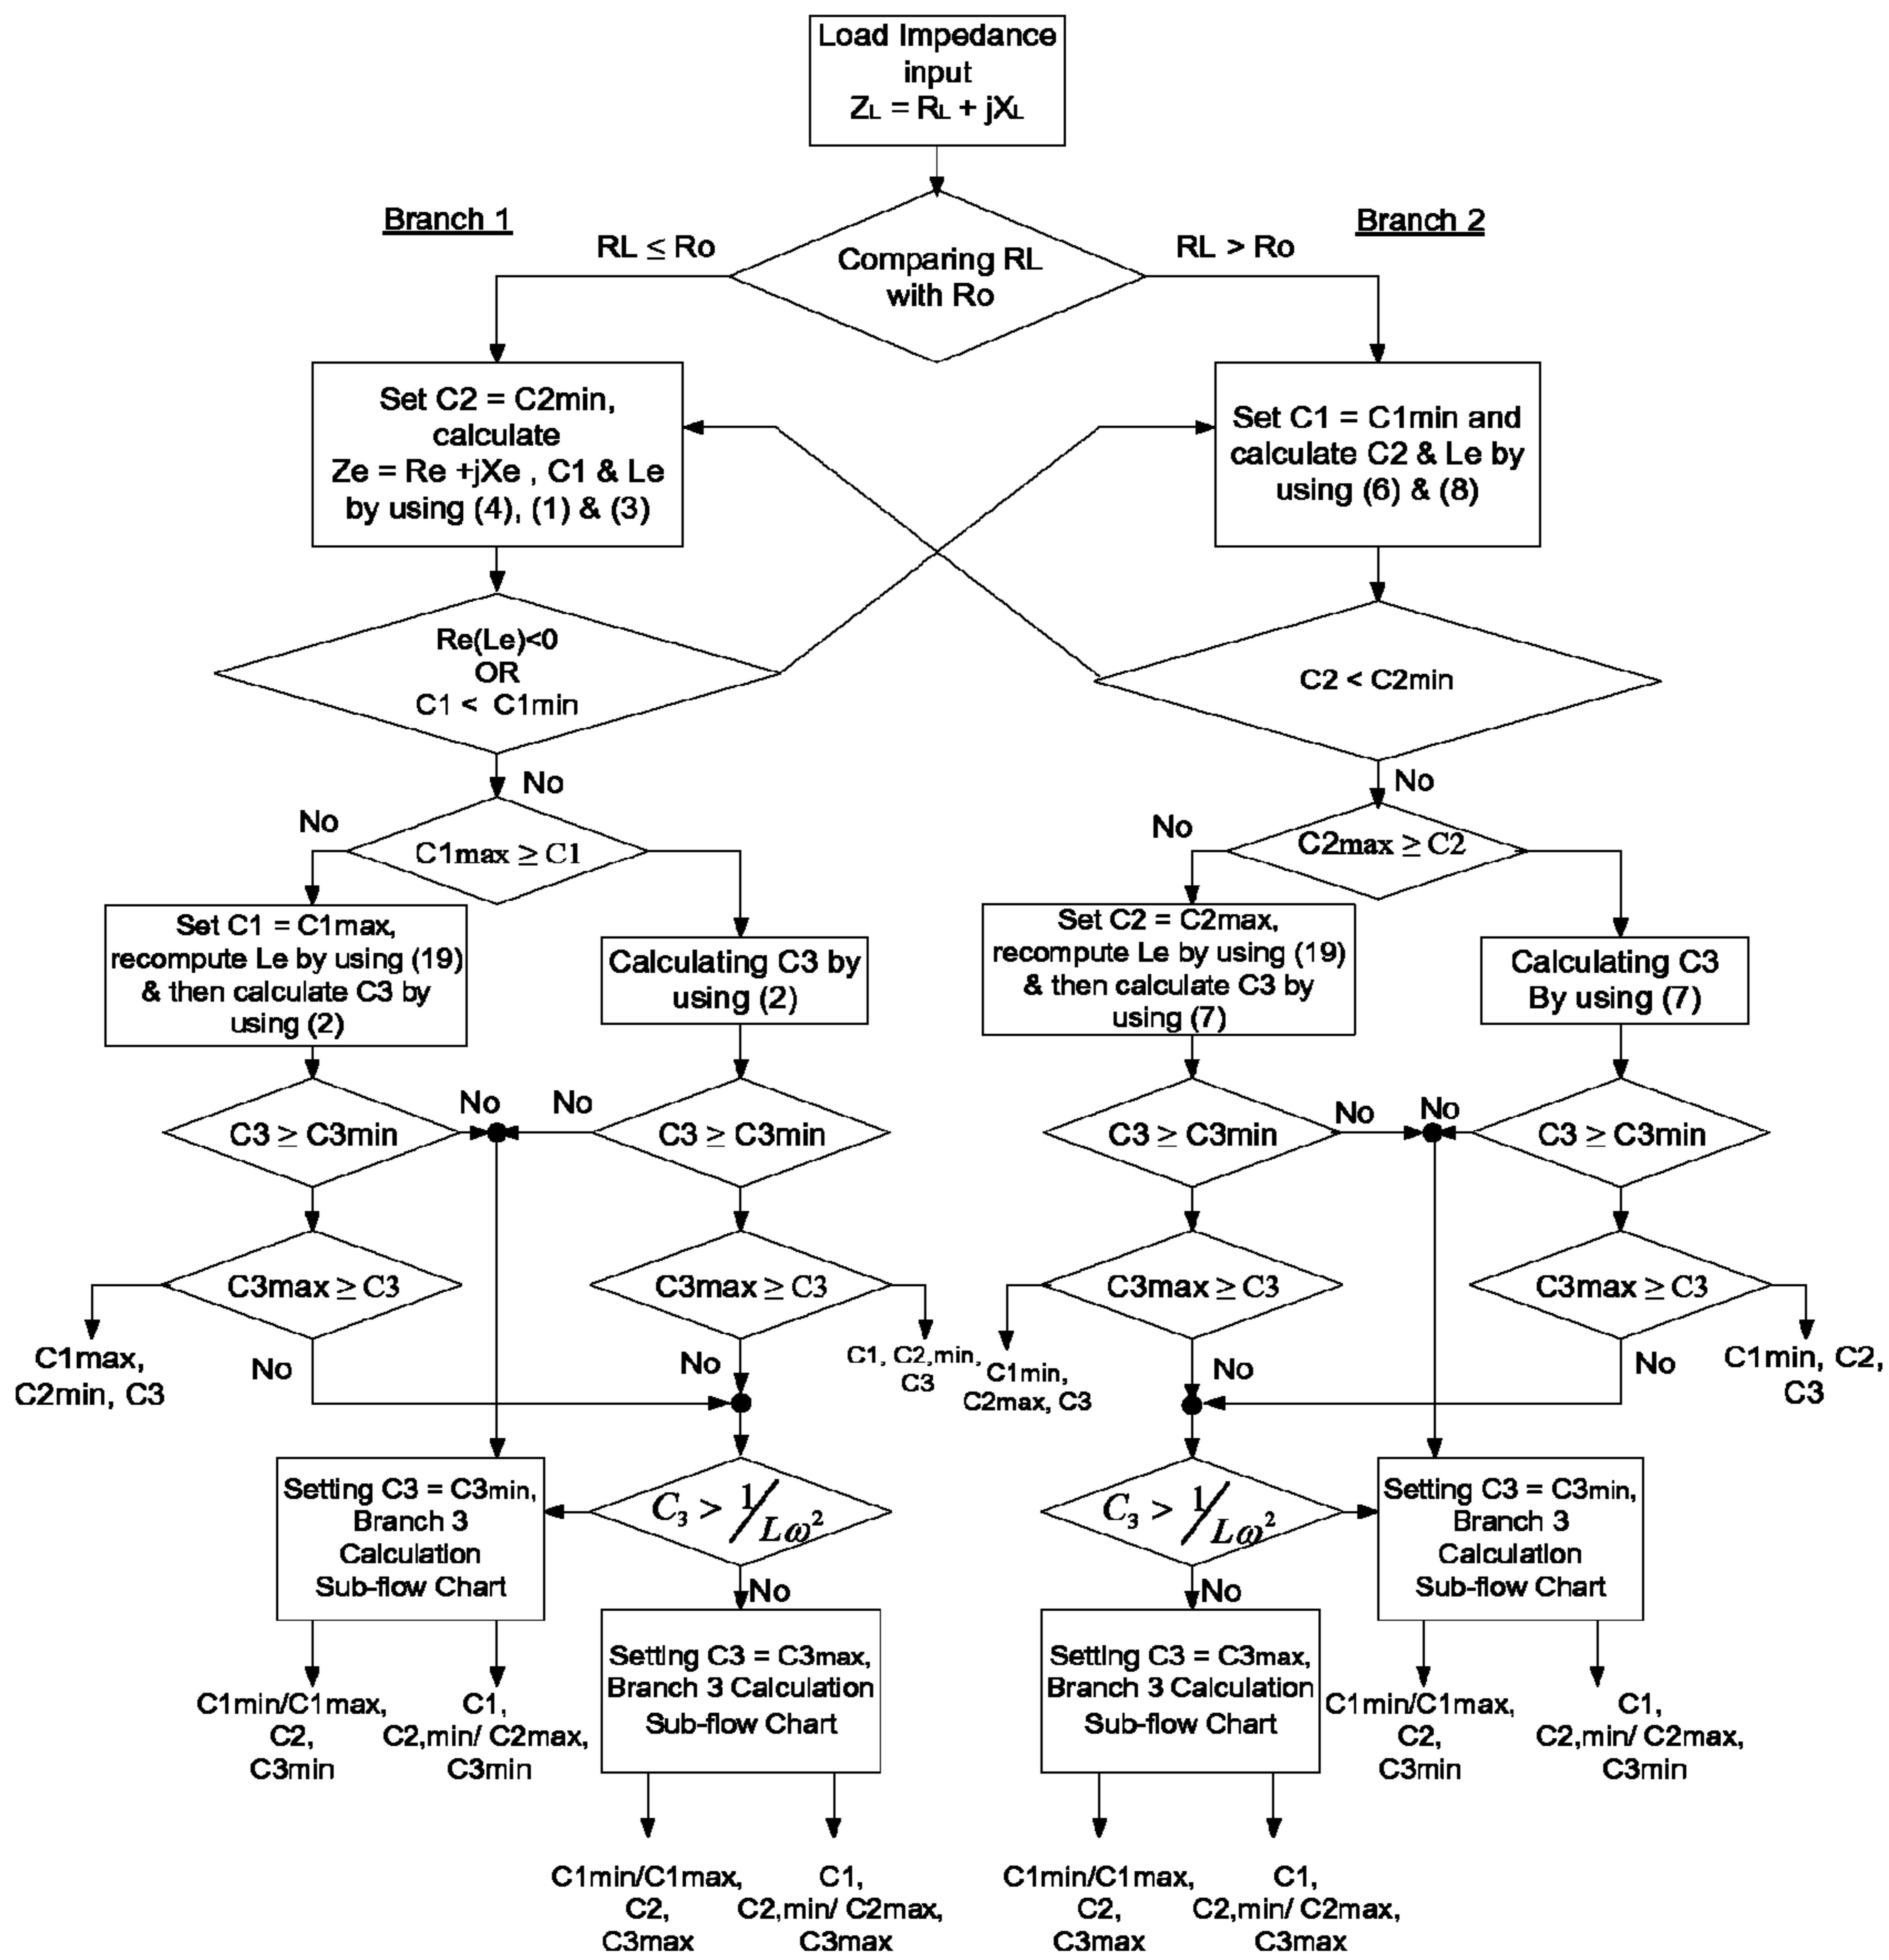 Load Impedance
input
ZL = RL + jXL
Branch 1
Branch 2
RL ≤ Ro
RL > Ro
Comparing RL
with Ro
Set C2 = C2min,
calculate
Ze = Re +jXe , C1 & Le
by using (4), (1) & (3)
Set C1 = C1min and
calculate C2 & Le by
using (6) & (8)
Re(Le)<0
OR
C1 < C1min
C2 < C2min
No
No
No
C1max ≥ C1
No
C2max ≥ C2
Set C1 = C1max,
recompute Le by using (19)
& then calculate C3 by
using (2)
Calculating C3 by
using (2)
Set C2 = C2max,
recompute Le by using (19)
& then calculate C3 by
using (7)
Calculating C3
By using (7)
C3 ≥ C3min
No
No
C3 ≥ C3min
C3 ≥ C3min
No
No
C3 ≥ C3min
C3max ≥ C3
C3max ≥ C3
C3max ≥ C3
C3max ≥ C3
C1max,
C2min, C3
No
No
C1, C2,min,
C3
C1min,
C2max, C3
No
No
C1min, C2,
C3
Setting C3 = C3min,
Branch 3
Calculation
Sub-flow Chart
C3 > 1/Lω²
C3 > 1/Lω²
Setting C3 = C3min,
Branch 3
Calculation
Sub-flow Chart
No
No
Setting C3 = C3max,
Branch 3 Calculation
Sub-flow Chart
Setting C3 = C3max,
Branch 3 Calculation
Sub-flow Chart
C1min/C1max,
C2,
C3min
C1,
C2,min/ C2max,
C3min
C1min/C1max,
C2,
C3min
C1,
C2,min/ C2max,
C3min
C1min/C1max,
C2,
C3max
C1,
C2,min/ C2max,
C3max
C1min/C1max,
C2,
C3max
C1,
C2,min/ C2max,
C3max